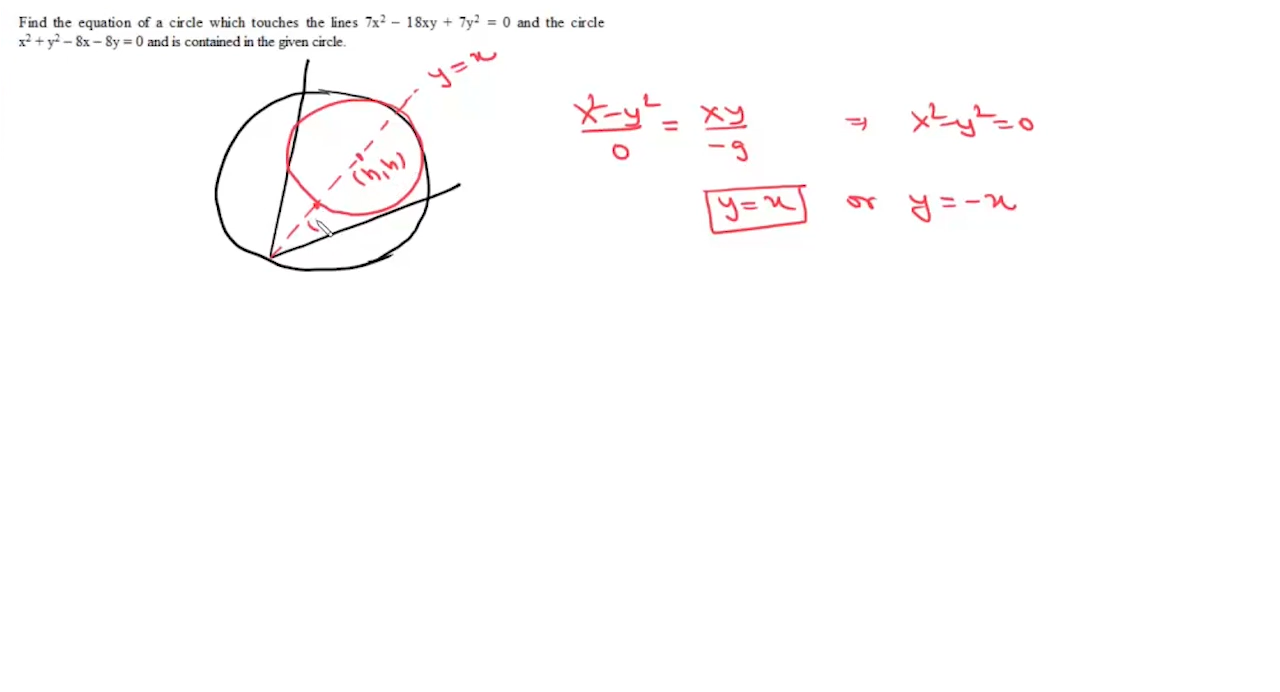 Find the equation of a circle which touches the lines 7x² – 18xy + 7y² = 0 and the circle
x² + y² – 8x – 8y = 0 and is contained in the given circle.
y = x
(h, h)
(
x² – y² / 0 = xy / –9 ⇒ x² – y² = 0
y = x or y = –x